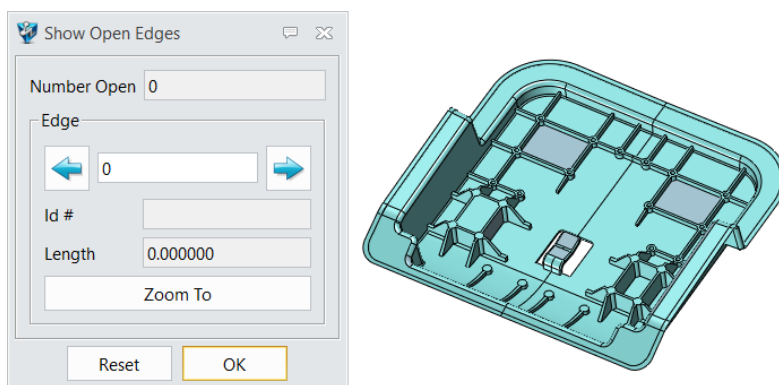 Show Open Edges
Number Open 0
Edge
0
Id #
Length 0.000000
Zoom To
Reset OK